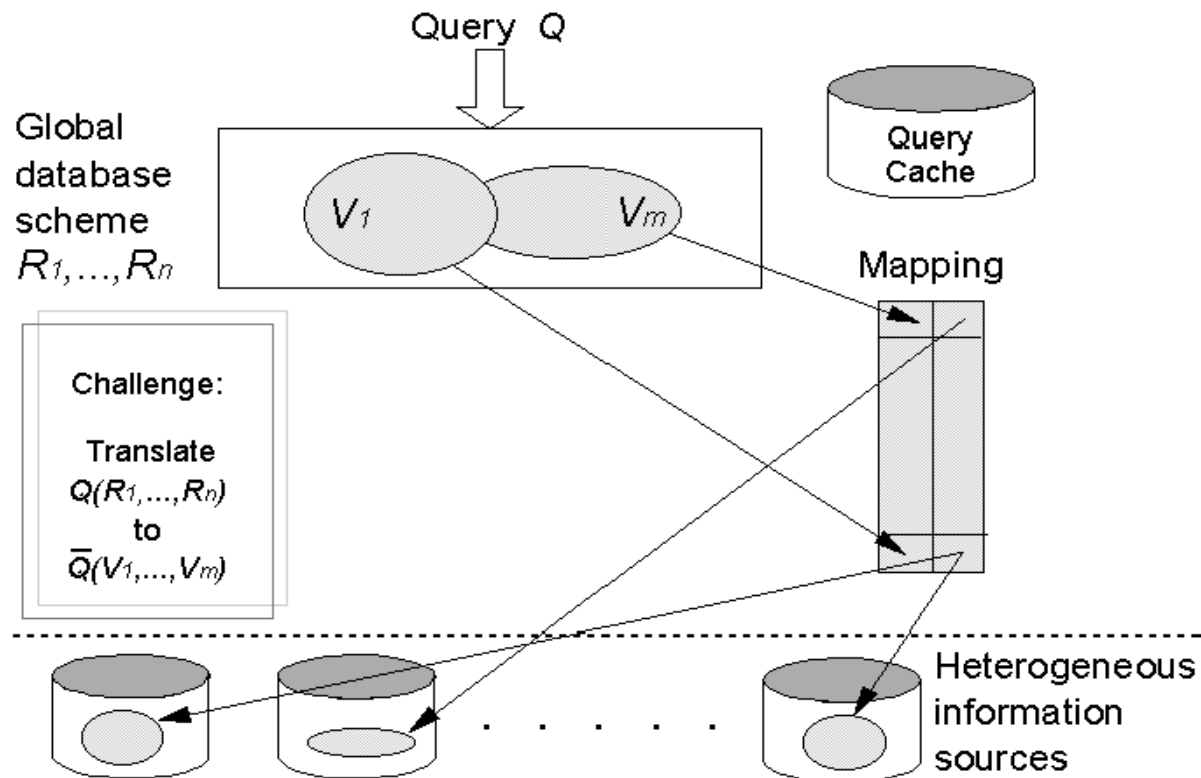 Query Q
Global
database
scheme
R1,...,Rn
V1
Vm
Query
Cache
Mapping
Challenge:
Translate
Q(R1,...,Rn)
to
Q̅(V1,...,Vm)
. . . . .
Heterogeneous
information
sources